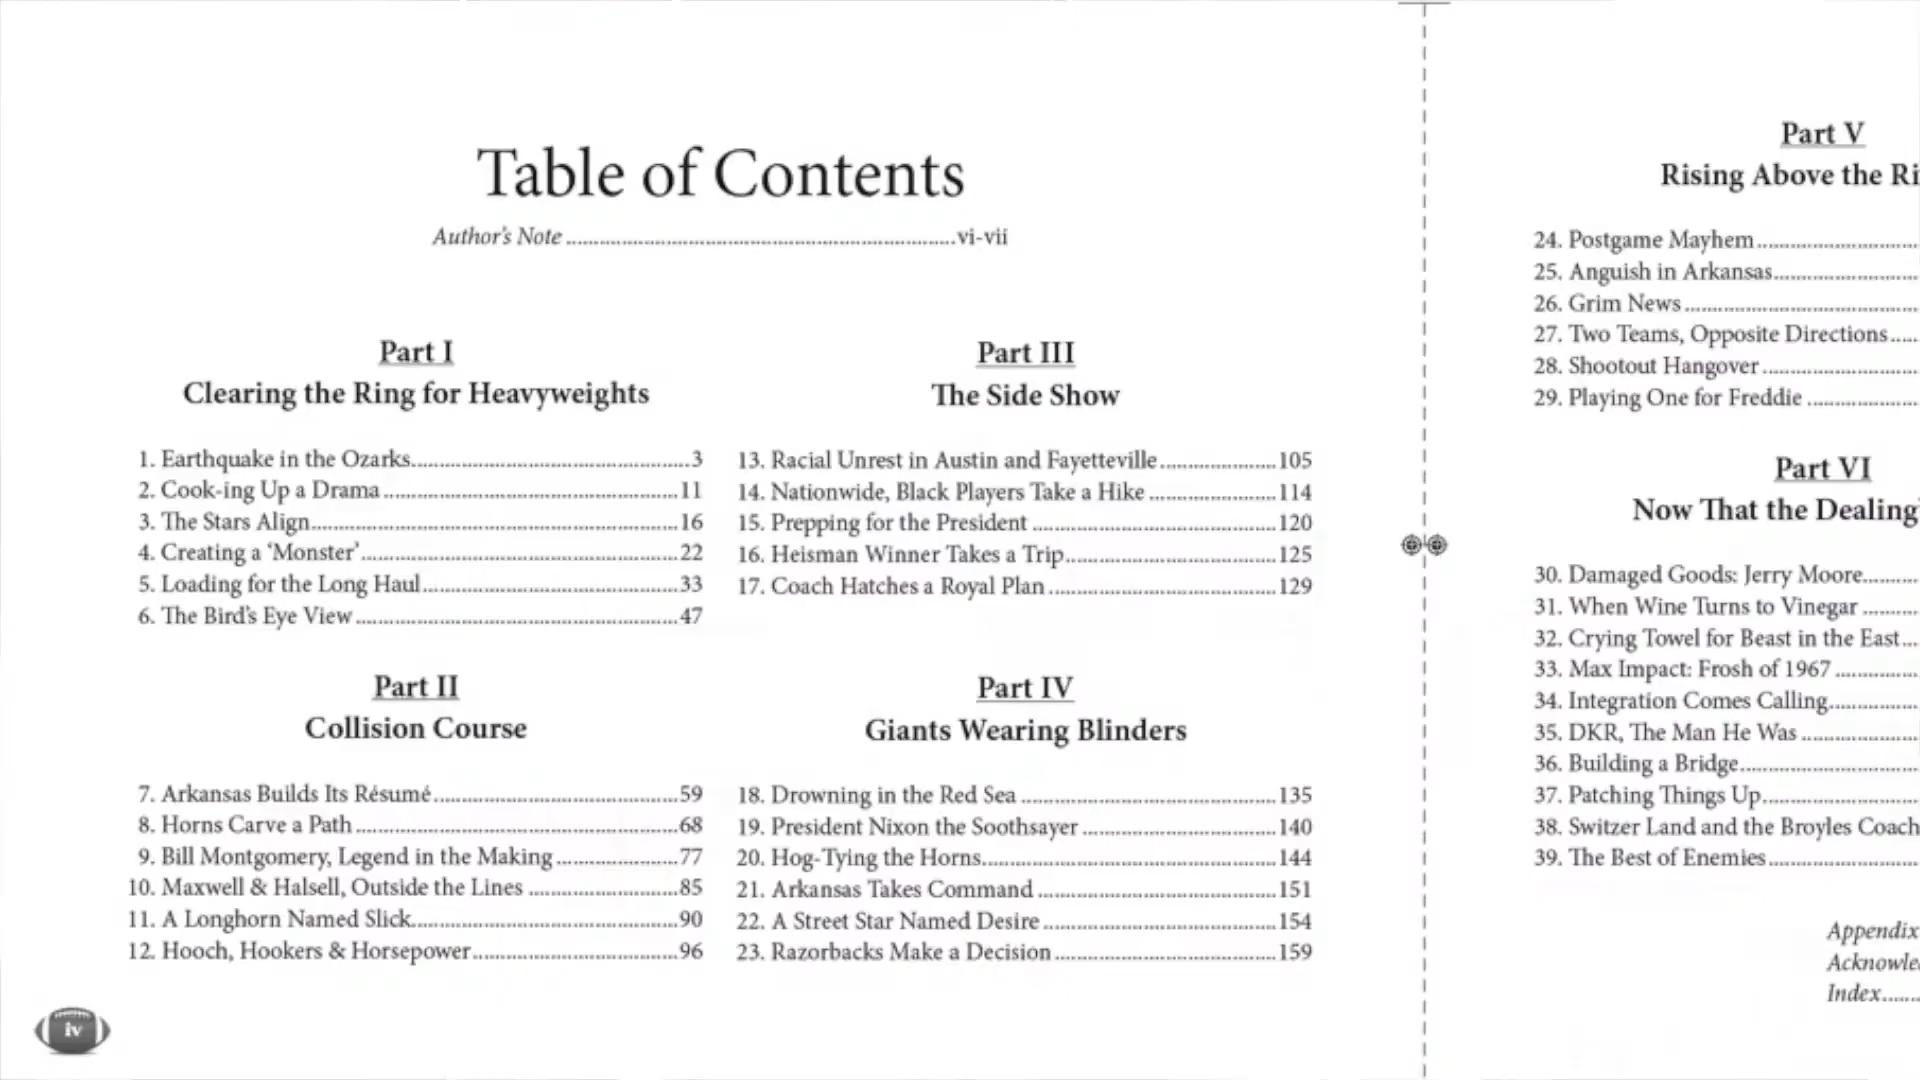 Table of Contents
Author's Note ........ vi-vii
Part I
Clearing the Ring for Heavyweights
1. Earthquake in the Ozarks........3
2. Cook-ing Up a Drama........11
3. The Stars Align........16
4. Creating a ‘Monster’........22
5. Loading for the Long Haul........33
6. The Bird's Eye View........47
Part II
Collision Course
7. Arkansas Builds Its Résumé........59
8. Horns Carve a Path........68
9. Bill Montgomery, Legend in the Making........77
10. Maxwell & Halsell, Outside the Lines........85
11. A Longhorn Named Slick........90
12. Hooch, Hookers & Horsepower........96
iv
Part III
The Side Show
13. Racial Unrest in Austin and Fayetteville........105
14. Nationwide, Black Players Take a Hike........114
15. Prepping for the President........120
16. Heisman Winner Takes a Trip........125
17. Coach Hatches a Royal Plan........129
Part IV
Giants Wearing Blinders
18. Drowning in the Red Sea........135
19. President Nixon the Soothsayer........140
20. Hog-Tying the Horns........144
21. Arkansas Takes Command........151
22. A Street Star Named Desire........154
23. Razorbacks Make a Decision........159
Part V
Rising Above the Ri
24. Postgame Mayhem........
25. Anguish in Arkansas........
26. Grim News........
27. Two Teams, Opposite Directions.....
28. Shootout Hangover........
29. Playing One for Freddie........
Part VI
Now That the Dealing'
30. Damaged Goods: Jerry Moore........
31. When Wine Turns to Vinegar........
32. Crying Towel for Beast in the East...
33. Max Impact: Frosh of 1967........
34. Integration Comes Calling........
35. DKR, The Man He Was........
36. Building a Bridge........
37. Patching Things Up........
38. Switzer Land and the Broyles Coach
39. The Best of Enemies........
Appendix
Acknowle
Index.......